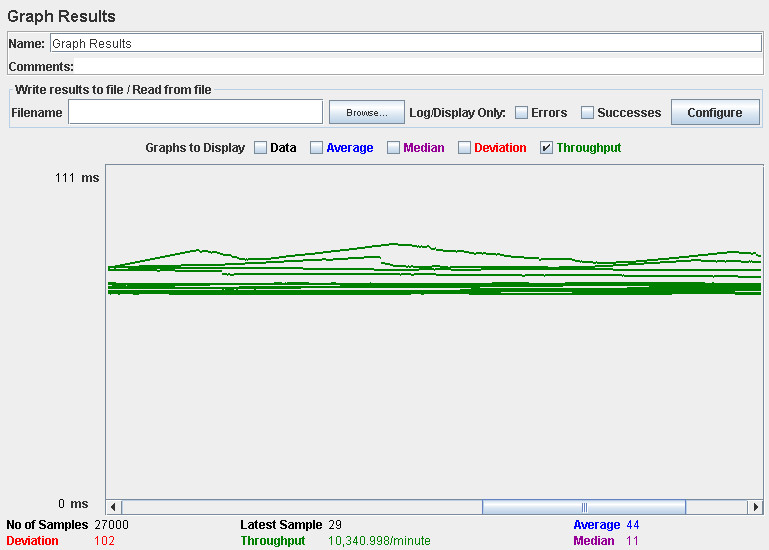 Graph Results
Name: Graph Results
Comments:
Write results to file / Read from file
Filename Browse... Log/Display Only: Errors Successes Configure
Graphs to Display Data Average Median Deviation Throughput
111 ms
0 ms
No of Samples 27000 Latest Sample 29 Average 44
Deviation 102 Throughput 10,340.998/minute Median 11